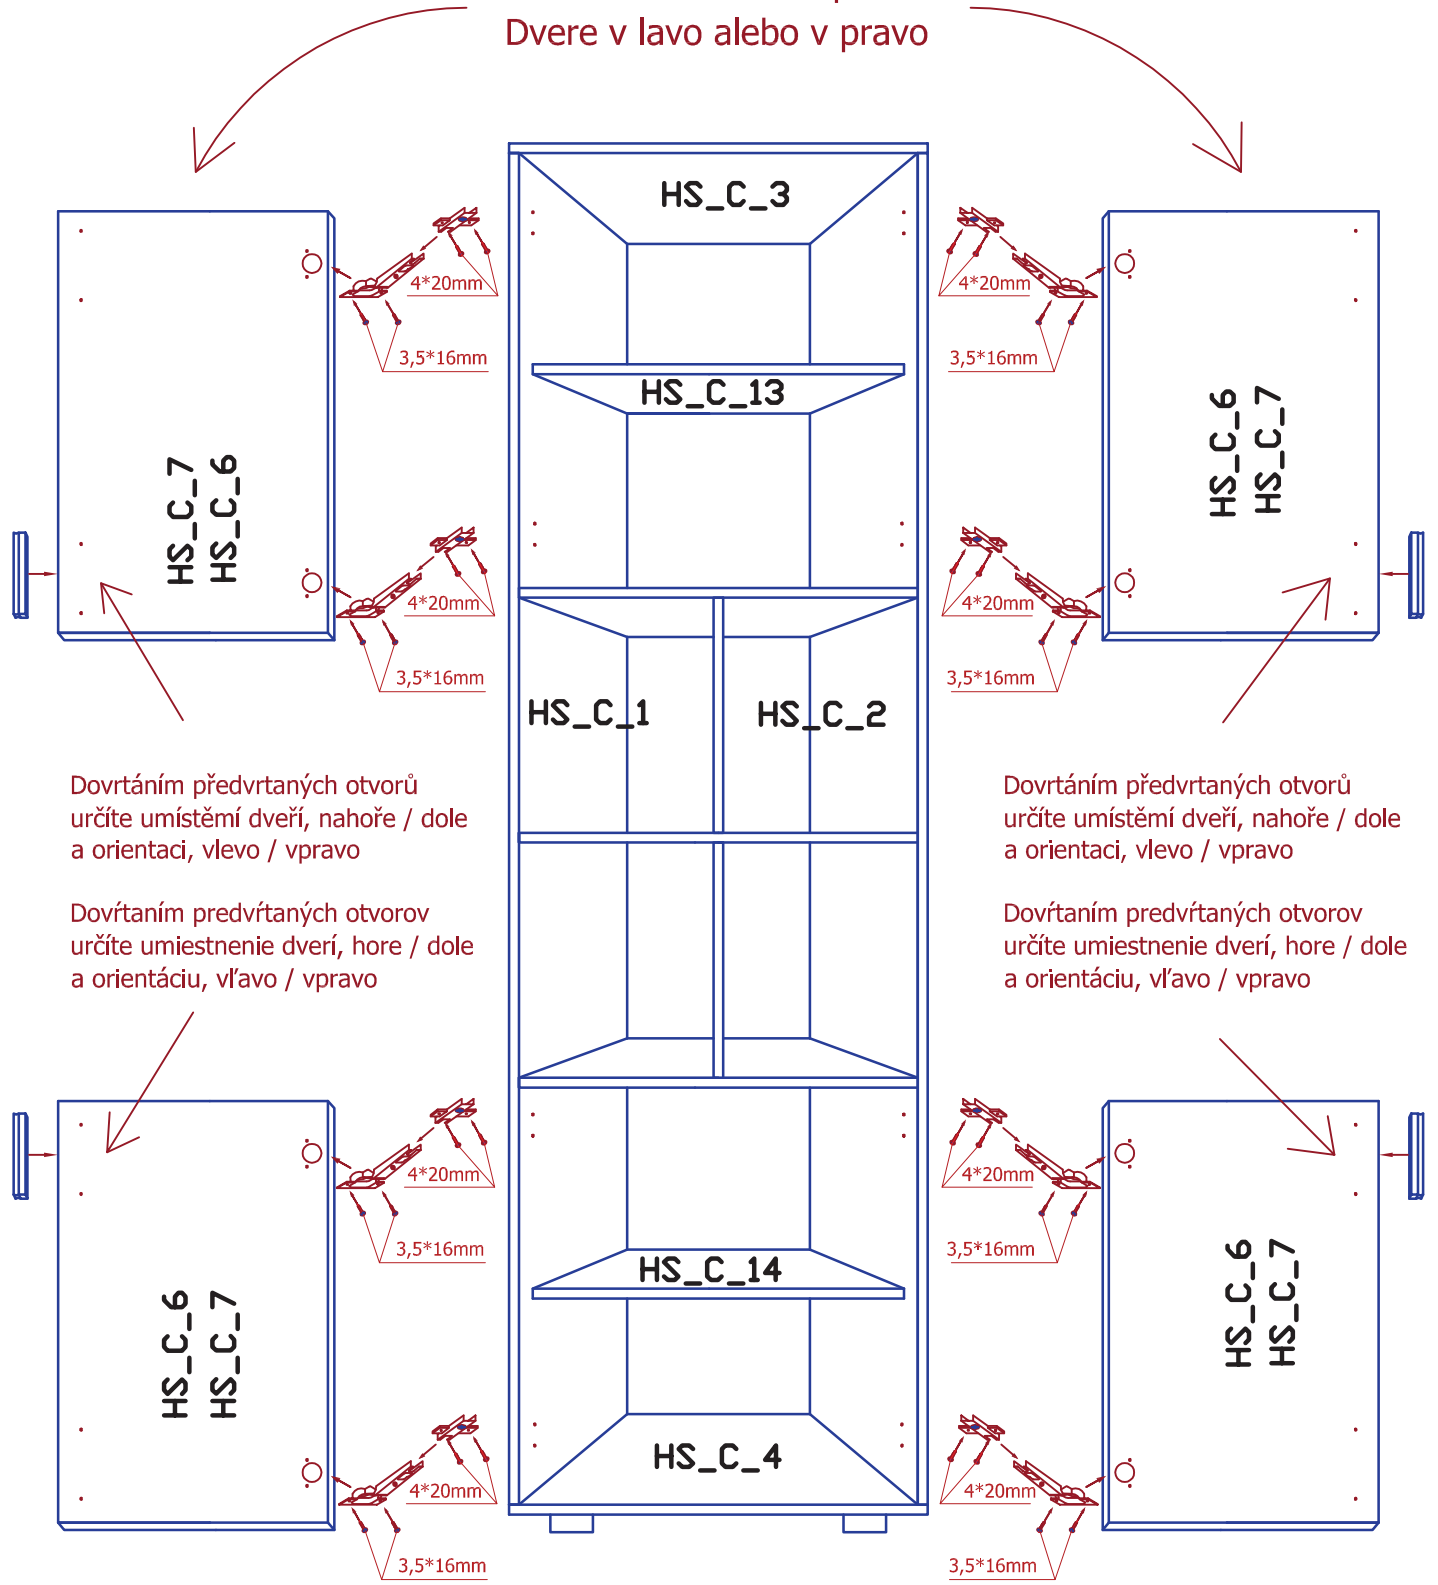 Dvere v lavo alebo v pravo
HS_C_3
4*20mm
4*20mm
3,5*16mm
3,5*16mm
HS_C_13
HS_C_7
HS_C_6
HS_C_6
HS_C_7
4*20mm
4*20mm
3,5*16mm
3,5*16mm
HS_C_1
HS_C_2
Dovrtáním předvrtaných otvorů
určíte umístěmí dveří, nahoře / dole
a orientaci, vlevo / vpravo
Dovŕtaním predvŕtaných otvorov
určíte umiestnenie dverí, hore / dole
a orientáciu, vľavo / vpravo
Dovrtáním předvrtaných otvorů
určíte umístěmí dveří, nahoře / dole
a orientaci, vlevo / vpravo
Dovŕtaním predvŕtaných otvorov
určíte umiestnenie dverí, hore / dole
a orientáciu, vľavo / vpravo
4*20mm
4*20mm
3,5*16mm
3,5*16mm
HS_C_14
HS_C_6
HS_C_7
HS_C_6
HS_C_7
HS_C_4
4*20mm
4*20mm
3,5*16mm
3,5*16mm